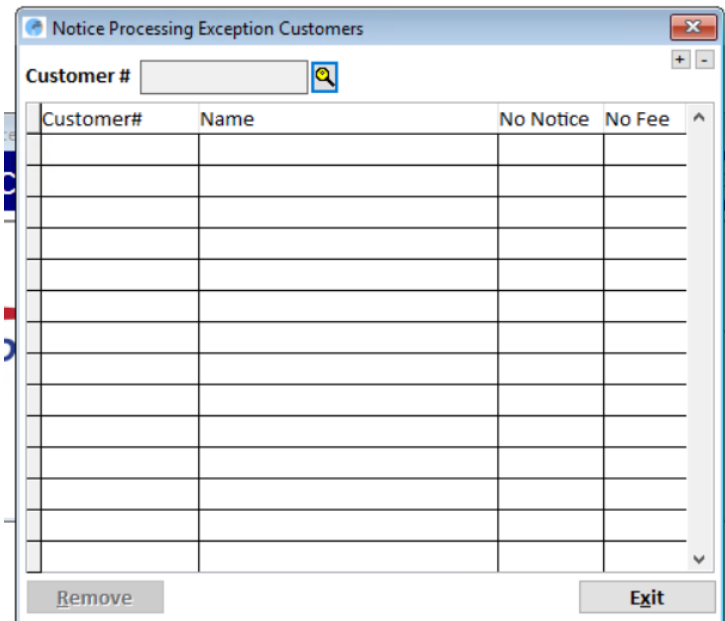 Notice Processing Exception Customers
+ -
Customer #
Customer# Name No Notice No Fee
Remove Exit